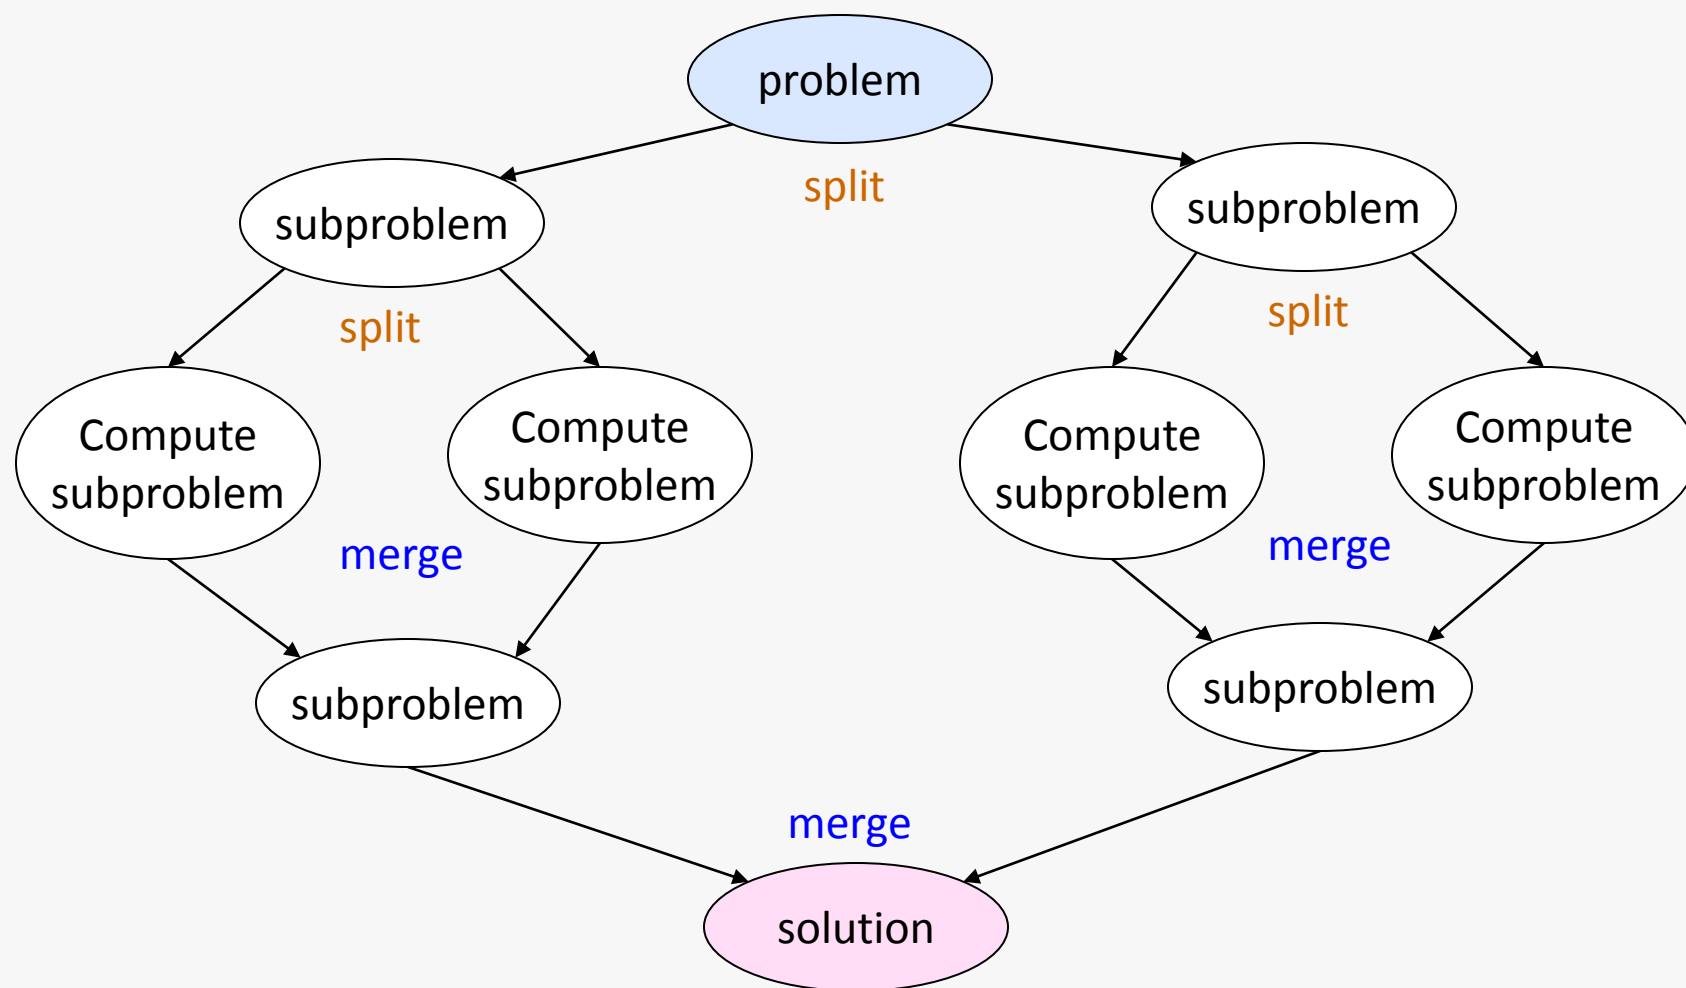 problem
split
subproblem
subproblem
split
split
Compute
subproblem
Compute
subproblem
Compute
subproblem
Compute
subproblem
merge
merge
subproblem
subproblem
merge
solution